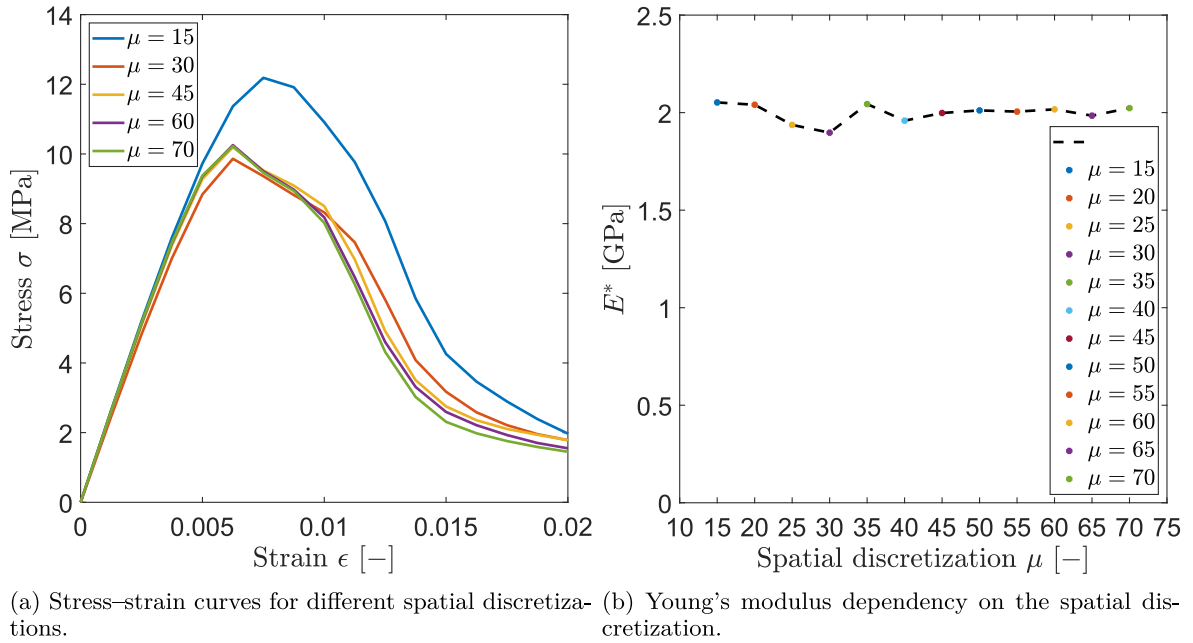 14
12
10
8
6
4
2
0
Stress σ [MPa]
μ = 15
μ = 30
μ = 45
μ = 60
μ = 70
0 0.005 0.01 0.015 0.02
Strain ϵ [−]
(a) Stress–strain curves for different spatial discretiza-
tions.
2.5
2
1.5
1
0.5
0
E* [GPa]
μ = 15
μ = 20
μ = 25
μ = 30
μ = 35
μ = 40
μ = 45
μ = 50
μ = 55
μ = 60
μ = 65
μ = 70
10 15 20 25 30 35 40 45 50 55 60 65 70 75
Spatial discretization μ [−]
(b) Young's modulus dependency on the spatial dis-
cretization.